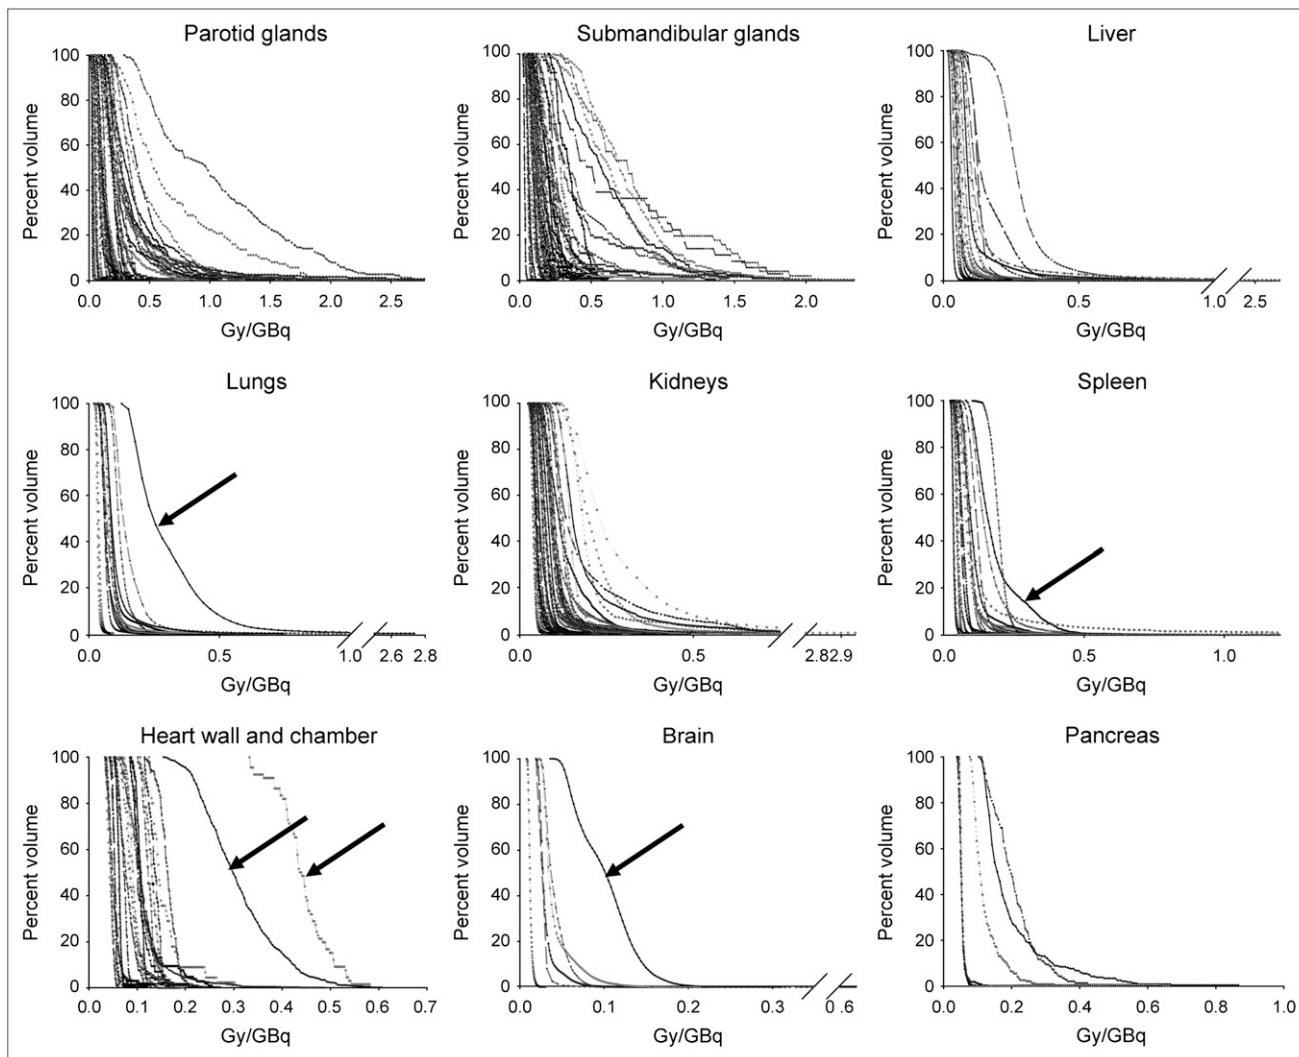 Parotid glands
Percent volume
100
80
60
40
20
0
0.0 0.5 1.0 1.5 2.0 2.5
Gy/GBq
Submandibular glands
Percent volume
100
80
60
40
20
0
0.0 0.5 1.0 1.5 2.0
Gy/GBq
Liver
Percent volume
100
80
60
40
20
0
0.0 0.5 1.0 2.5
Gy/GBq
Lungs
Percent volume
100
80
60
40
20
0
0.0 0.5 1.0 2.6 2.8
Gy/GBq
Kidneys
Percent volume
100
80
60
40
20
0
0.0 0.5 2.82.9
Gy/GBq
Spleen
Percent volume
100
80
60
40
20
0
0.0 0.5 1.0
Gy/GBq
Heart wall and chamber
Percent volume
100
80
60
40
20
0
0.0 0.1 0.2 0.3 0.4 0.5 0.6 0.7
Gy/GBq
Brain
Percent volume
100
80
60
40
20
0
0.0 0.1 0.2 0.3 0 .6
Gy/GBq
Pancreas
Percent volume
100
80
60
40
20
0
0.0 0.2 0.4 0.6 0.8 1.0
Gy/GBq